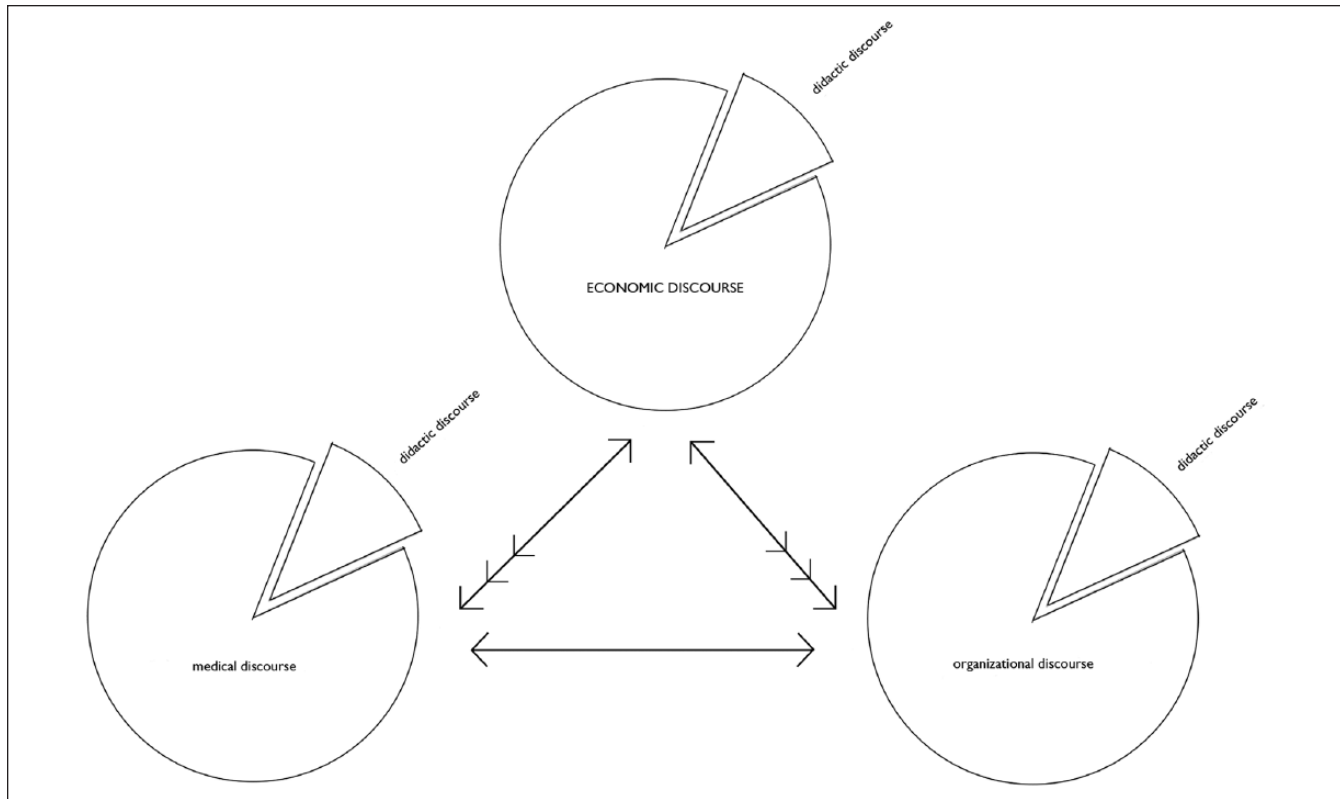 didactic discourse
ECONOMIC DISCOURSE
didactic discourse
medical discourse
didactic discourse
organizational discourse